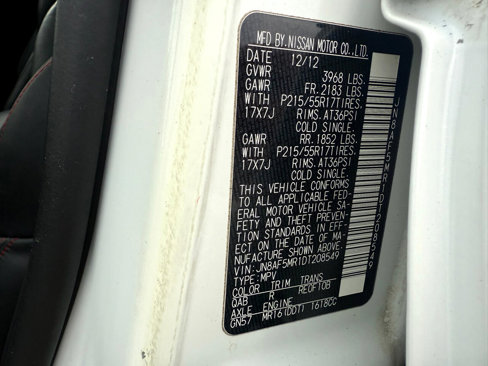 MFD BY.NISSAN MOTOR CO.,LTD.
DATE 12/12
GVWR 3968 LBS.
GAWR FR.2183 LBS.
WITH P215/55R17TIRES.
17X7J RIMS.AT36PSI
COLD SINGLE.
GAWR RR.1852 LBS.
WITH P215/55R17TIRES.
17X7J RIMS.AT36PSI
COLD SINGLE.
THIS VEHICLE CONFORMS
TO ALL APPLICABLE FED-
ERAL MOTOR VEHICLE SA-
FETY AND THEFT PREVEN-
TION STANDARDS IN EFF-
ECT ON THE DATE OF MA-
NUFACTURE SHOWN ABOVE.
VIN:JN8AF5MR1DT208549
TYPE:MPV
COLOR TRIM TRANS
QAB R RE0F10B
AXLE ENGINE
GN57 MR16(DDT) 1618CC
JN8AF5MR1DT208549